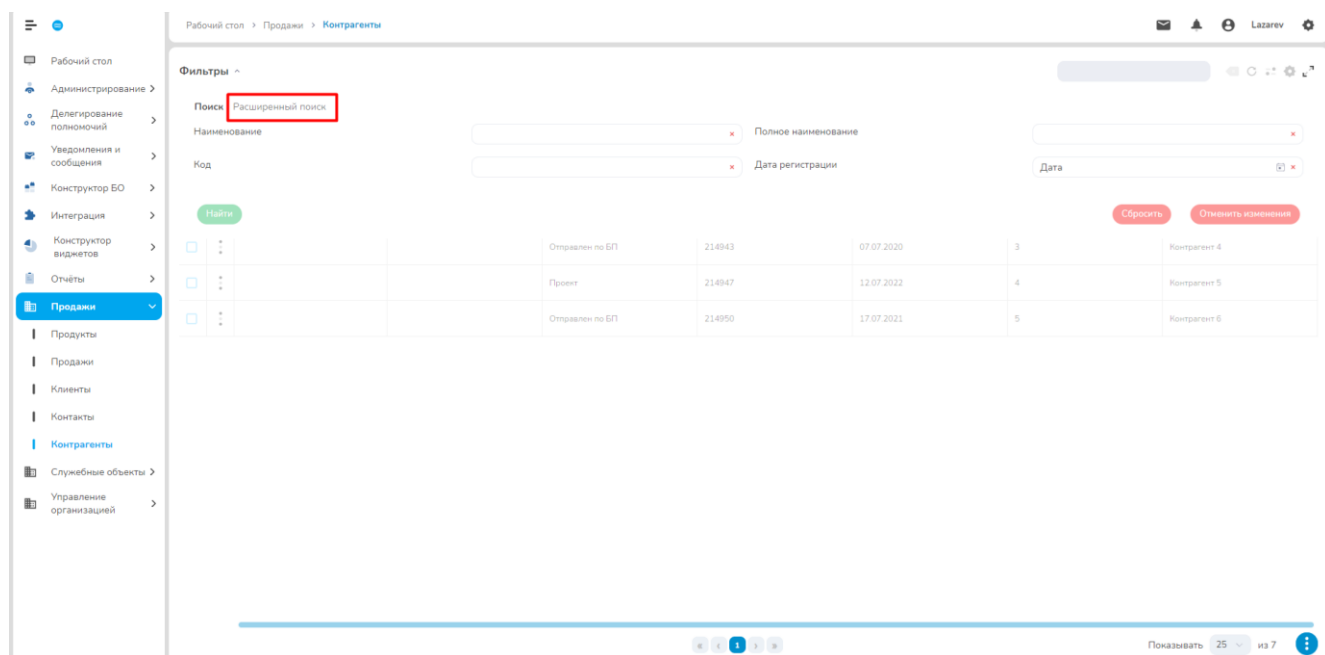 Рабочий стол > Продажи > Контрагенты
Lazarev
Рабочий стол
Администрирование
Делегирование
полномочий
Уведомления и
сообщения
Конструктор БО
Интеграция
Конструктор
виджетов
Отчёты
Продажи
Продукты
Продажи
Клиенты
Контакты
Контрагенты
Служебные объекты
Управление
организацией
Фильтры
Поиск Расширенный поиск
Наименование
Полное наименование
Код
Дата регистрации
Дата
Найти
Сбросить
Отменить изменения
Отправлен по БП 214943 07.07.2020 3 Контрагент 4
Проект 214947 12.07.2022 4 Контрагент 5
Отправлен по БП 214950 17.07.2021 5 Контрагент 6
« ‹ 1 › »
Показывать 25 из 7